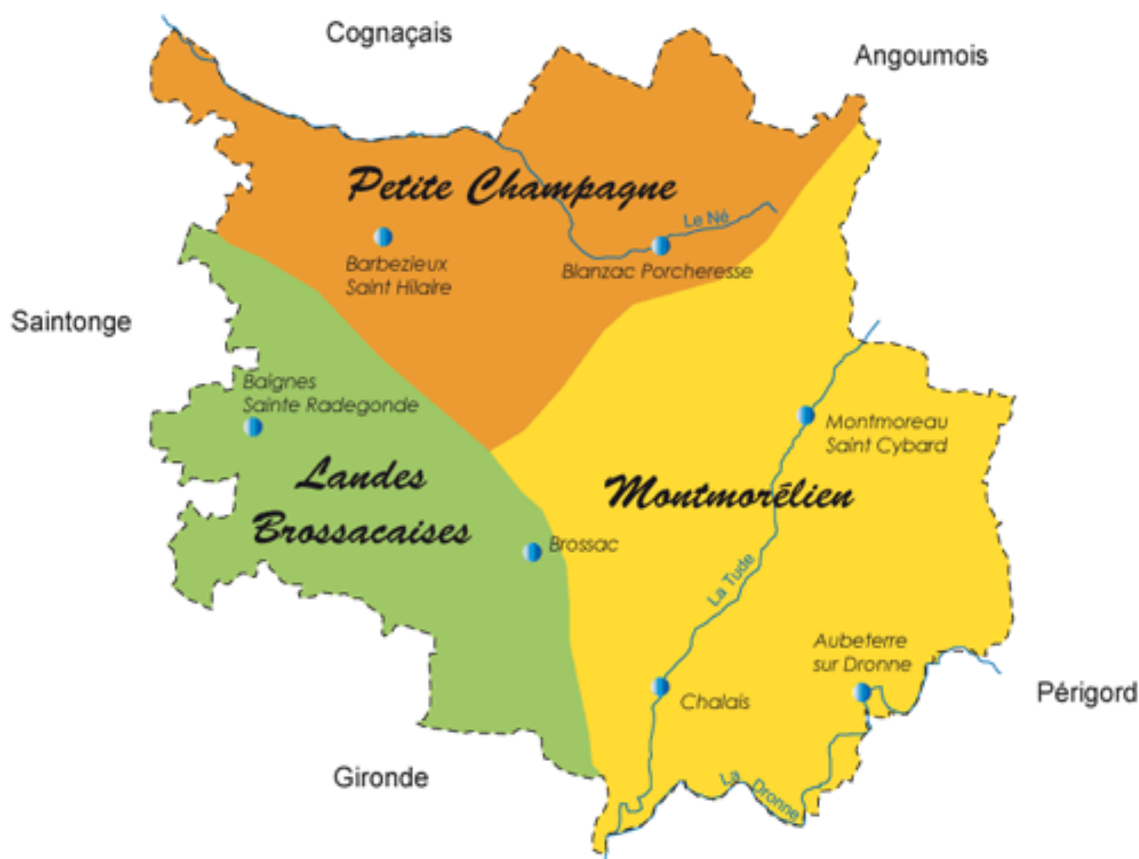 Cognaçais
Angoumois
Petite Champagne
Le Né
Barbezieux
Saint Hilaire
Blanzac Porcheresse
Saintonge
Baignes
Sainte Radegonde
Montmoreau
Saint Cybard
Landes
Brossacaises
Montmorélien
Brossac
La Tude
Aubeterre
sur Dronne
Chalais
Périgord
Gironde
La Dronne